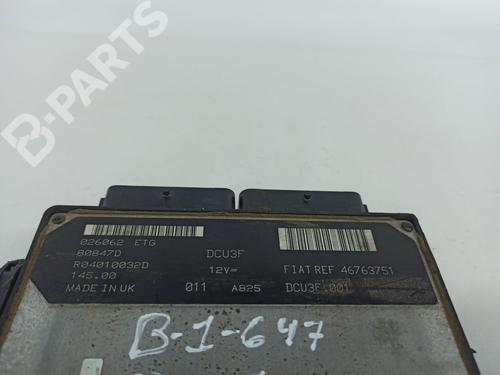 B-PARTS
026062 ETG
80847D DCU3F
R04010032D 12V= FIAT REF 46763751
145.00
MADE IN UK 011 A825 DCU3F.001
B-1-647